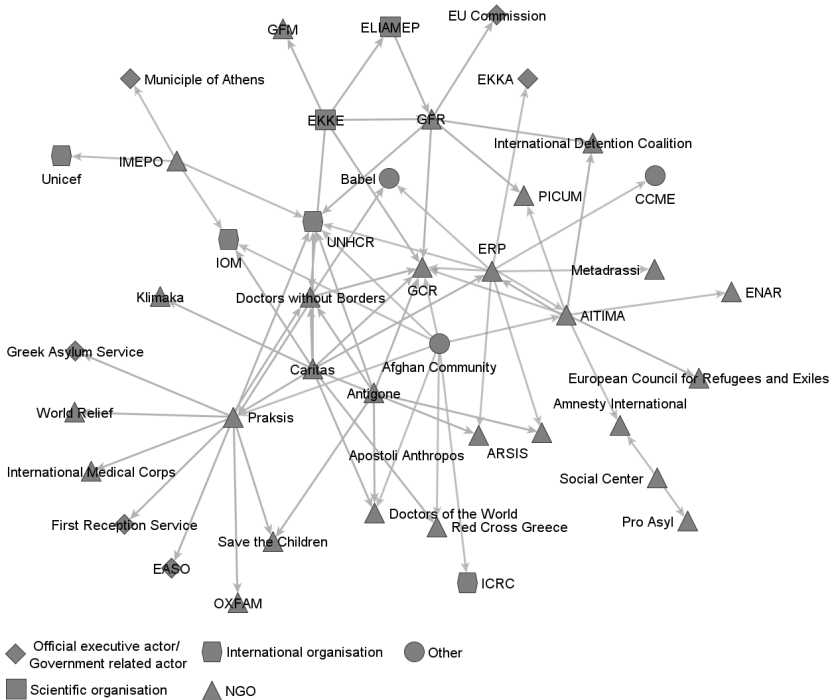 EU Commission
GFM
ELIAMEP
Municiple of Athens
EKKA
EKKE
GFR
International Detention Coalition
IMEPO
Unicef
Babel
PICUM
CCME
UNHCR
IOM
ERP
Metadrassi
GCR
Klimaka
Doctors without Borders
ENAR
AITIMA
Greek Asylum Service
Caritas
Afghan Community
European Council for Refugees and Exiles
Antigone
Amnesty International
World Relief
Praksis
Apostoli Anthropos
ARSIS
International Medical Corps
Social Center
First Reception Service
Doctors of the World
Red Cross Greece
Pro Asyl
Save the Children
EASO
ICRC
OXFAM
Official executive actor/
Government related actor
International organisation
Other
Scientific organisation
NGO